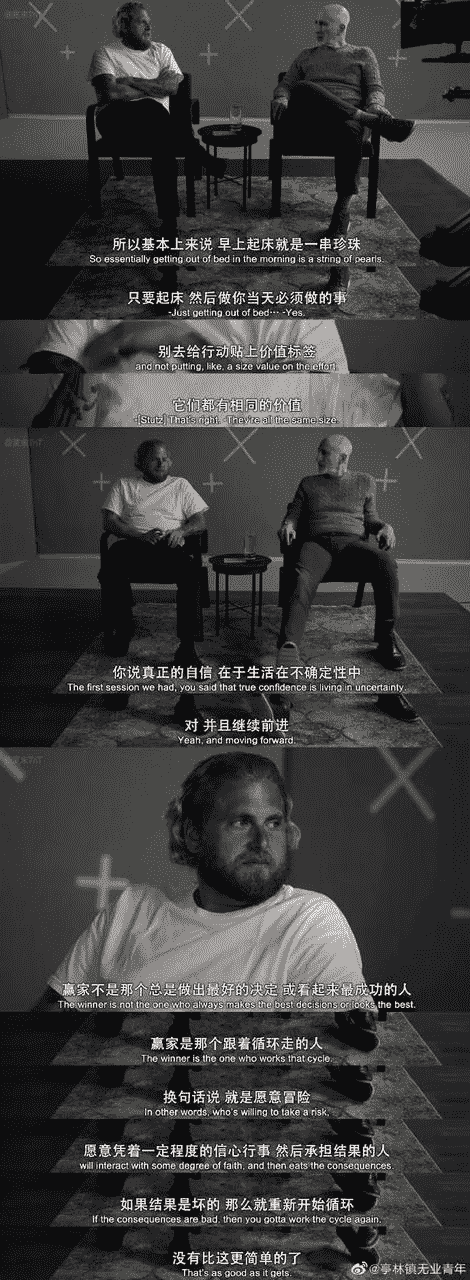 所以基本上来说 早上起床就是一串珍珠
So essentially getting out of bed in the morning is a string of pearls.
只要起床 然后做你当天必须做的事
-Just getting out of bed… -Yes.
别去给行动贴上价值标签
and not putting, like, a size value on the effort.
它们都有相同的价值
-[Stutz] That's right. -They're all the same size.
你说真正的自信 在于生活在不确定性中
The first session we had, you said that true confidence is living in uncertainty.
对 并且继续前进
Yeah, and moving forward.
赢家不是那个总是做出最好的决定 或看起来最成功的人
The winner is not the one who always makes the best decisions or looks the best.
赢家是那个跟着循环走的人
The winner is the one who works that cycle.
换句话说 就是愿意冒险
In other words, who's willing to take a risk,
愿意凭着一定程度的信心行事 然后承担结果的人
will interact with some degree of faith, and then eats the consequences.
如果结果是坏的 那么就重新开始循环
If the consequences are bad, then you gotta work the cycle again.
没有比这更简单的了
That's as good as it gets.
@亭林镇无业青年